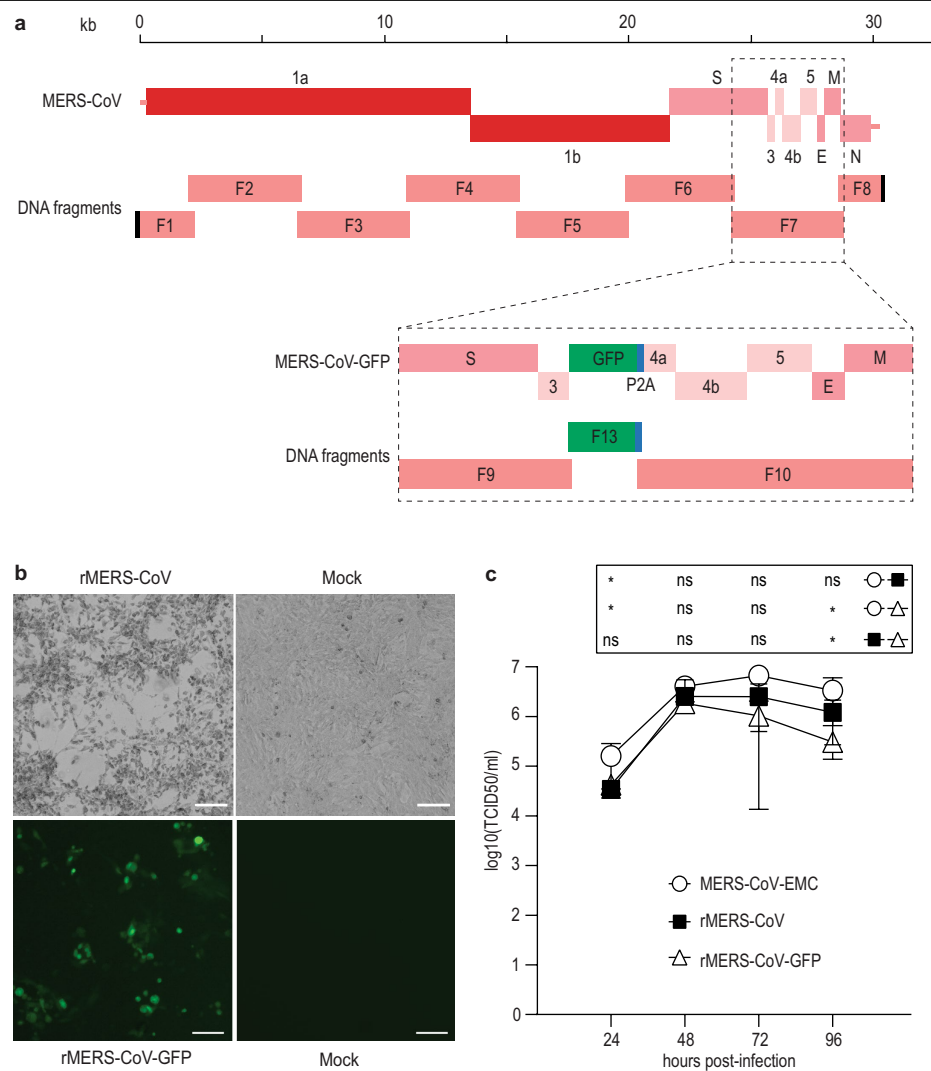 a
kb 0 10 20 30
1a S 4a 5 M
MERS-CoV
1b 3 4b E N
F2 F4 F6 F8
DNA fragments
F1 F3 F5 F7
MERS-CoV-GFP S GFP 4a 5 M
3 P2A 4b E
F13
DNA fragments
F9 F10
b
rMERS-CoV Mock
rMERS-CoV-GFP Mock
c
* ns ns ns
* ns ns *
ns ns ns *
7
6
5
4
3
2
1
0
log10(TCID50/ml)
MERS-CoV-EMC
rMERS-CoV
rMERS-CoV-GFP
24 48 72 96
hours post-infection